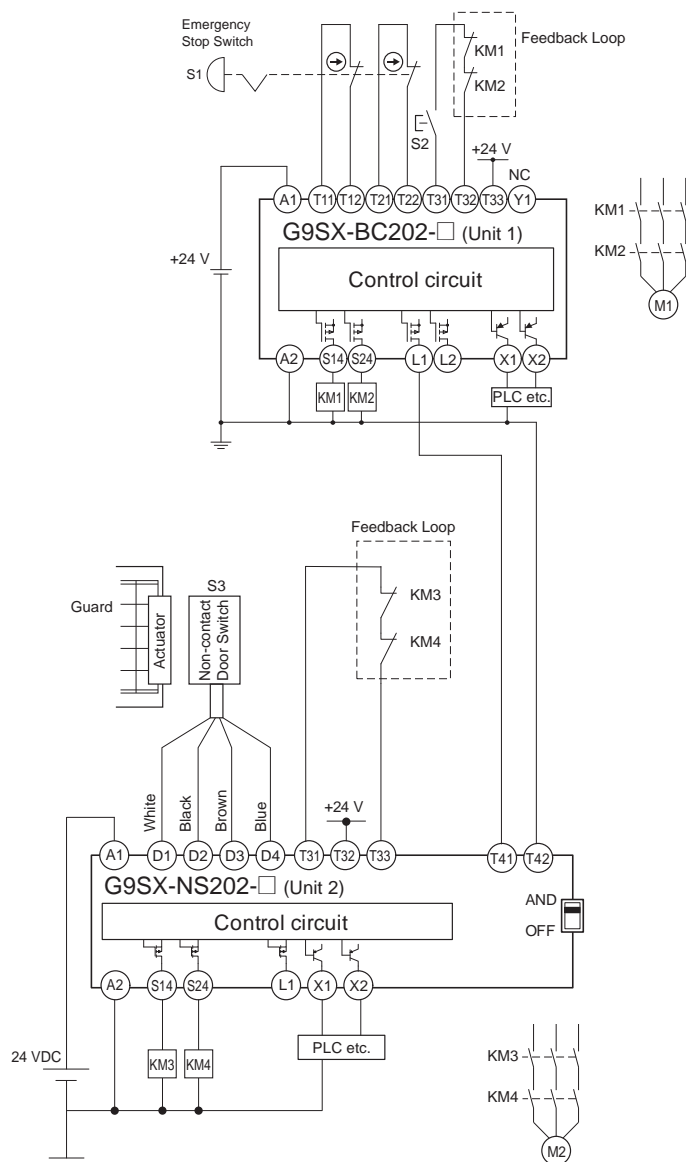 Emergency
Stop Switch
S1
Feedback Loop
KM1
KM2
S2
+24 V
NC
A1 T11 T12 T21 T22 T31 T32 T33 Y1
G9SX-BC202-□ (Unit 1)
KM1
KM2
M1
+24 V
Control circuit
A2 S14 S24 L1 L2 X1 X2
KM1 KM2
PLC etc.
Feedback Loop
KM3
KM4
Guard
Actuator
S3
Non-contact
Door Switch
White
Black
Brown
Blue
+24 V
A1 D1 D2 D3 D4 T31 T32 T33 T41 T42
G9SX-NS202-□ (Unit 2)
AND
OFF
Control circuit
A2 S14 S24 L1 X1 X2
24 VDC
KM3 KM4
PLC etc.
KM3
KM4
M2